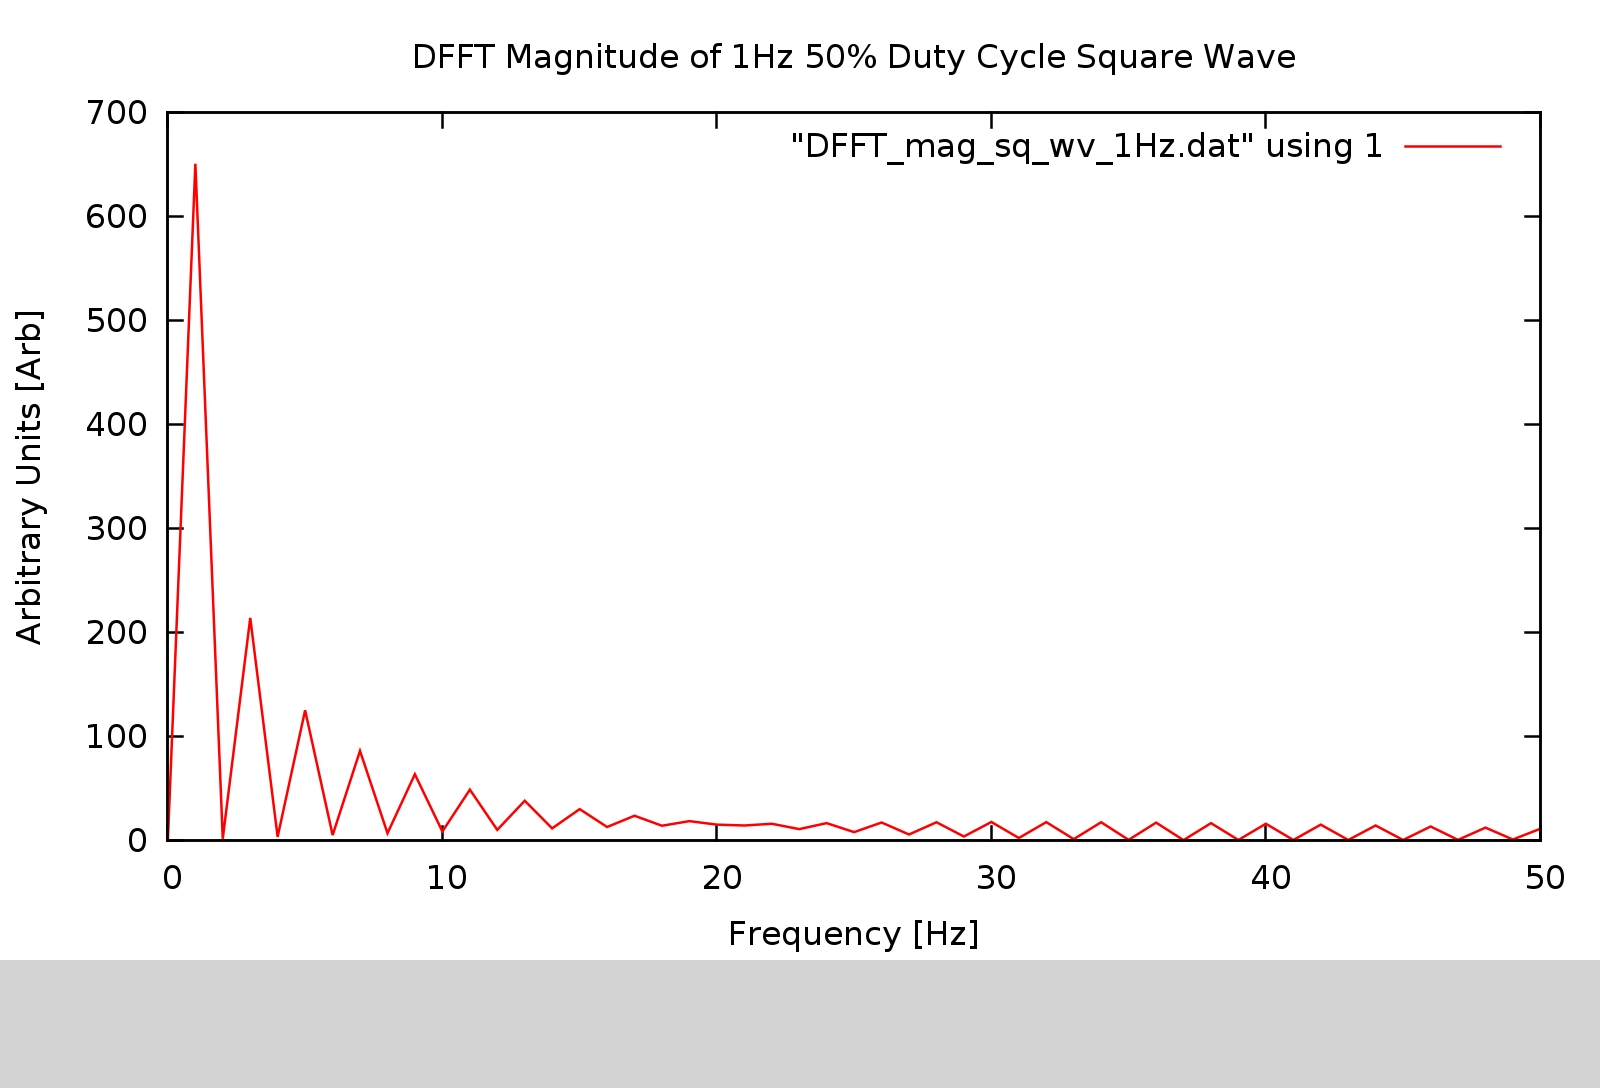 DFFT Magnitude of 1Hz 50% Duty Cycle Square Wave
700
"DFFT_mag_sq_wv_1Hz.dat" using 1
600
500
400
300
200
100
0
Arbitrary Units [Arb]
0 10 20 30 40 50
Frequency [Hz]